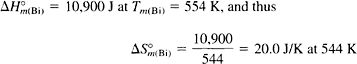 ΔH°m(Bi) = 10,900 J at Tm(Bi) = 554 K, and thus
ΔS°m(Bi) = 10,900/544 = 20.0 J/K at 544 K